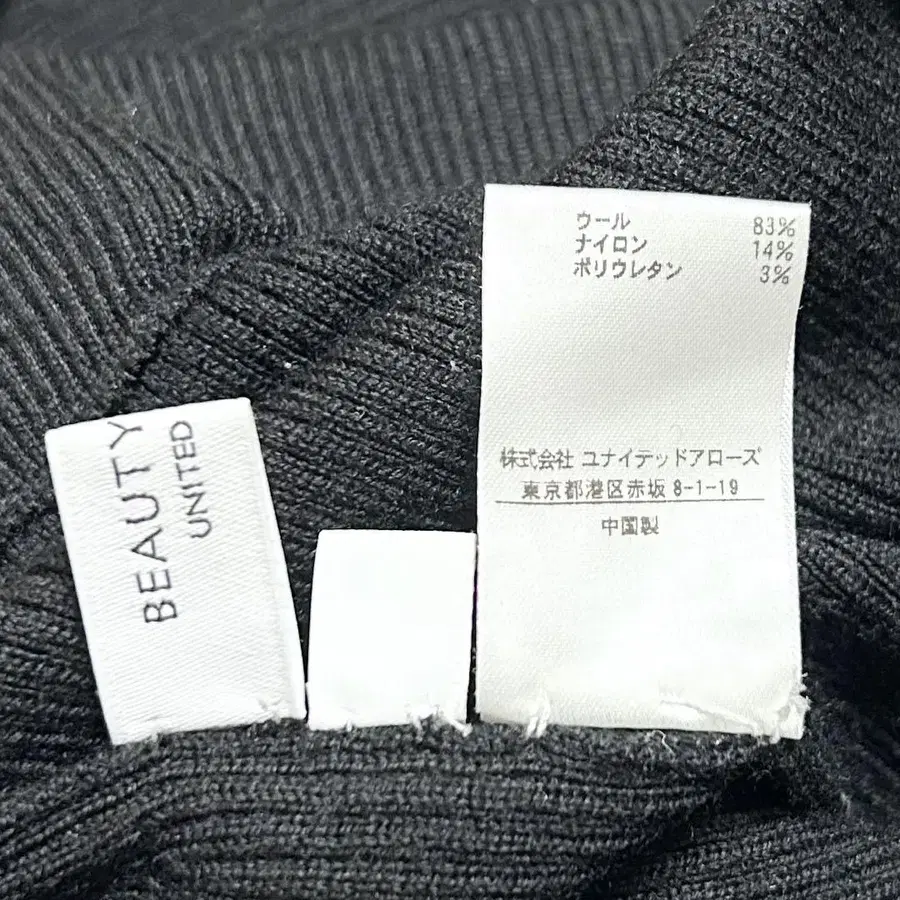 BEAUTY
UNITED
ウール 83%
ナイロン 14%
ポリウレタン 3%
株式会社 ユナイテッドアローズ
東京都港区赤坂 8-1-19
中国製